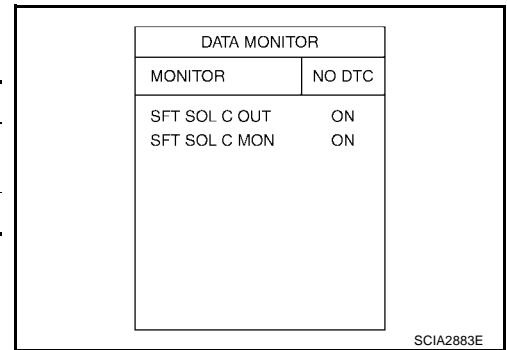 DATA MONITOR
MONITOR NO DTC
SFT SOL C OUT ON
SFT SOL C MON ON
SCIA2883E